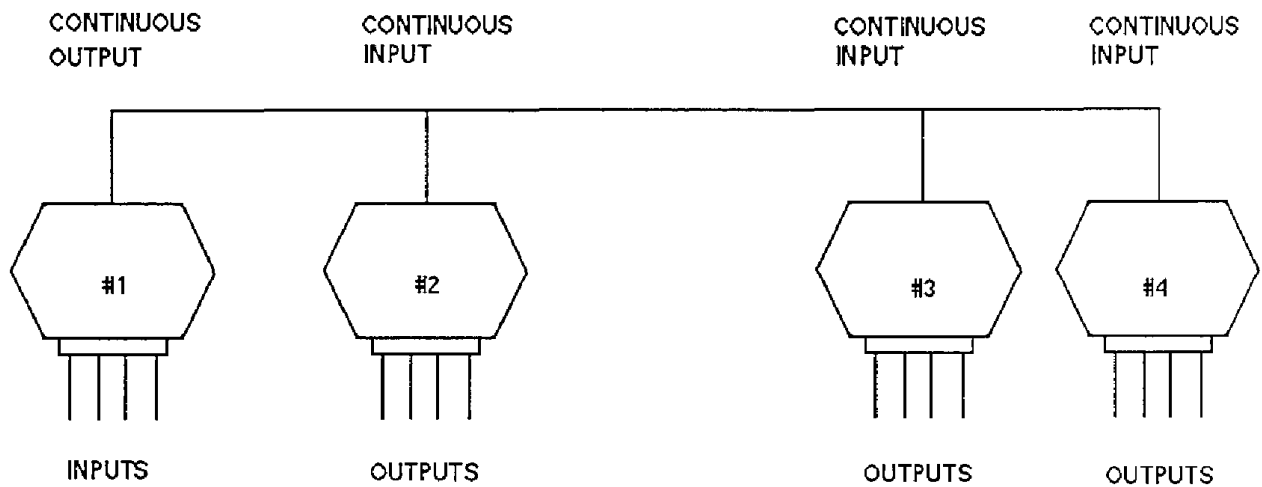 CONTINUOUS
OUTPUT
CONTINUOUS
INPUT
CONTINUOUS
INPUT
CONTINUOUS
INPUT
#1
#2
#3
#4
INPUTS
OUTPUTS
OUTPUTS
OUTPUTS